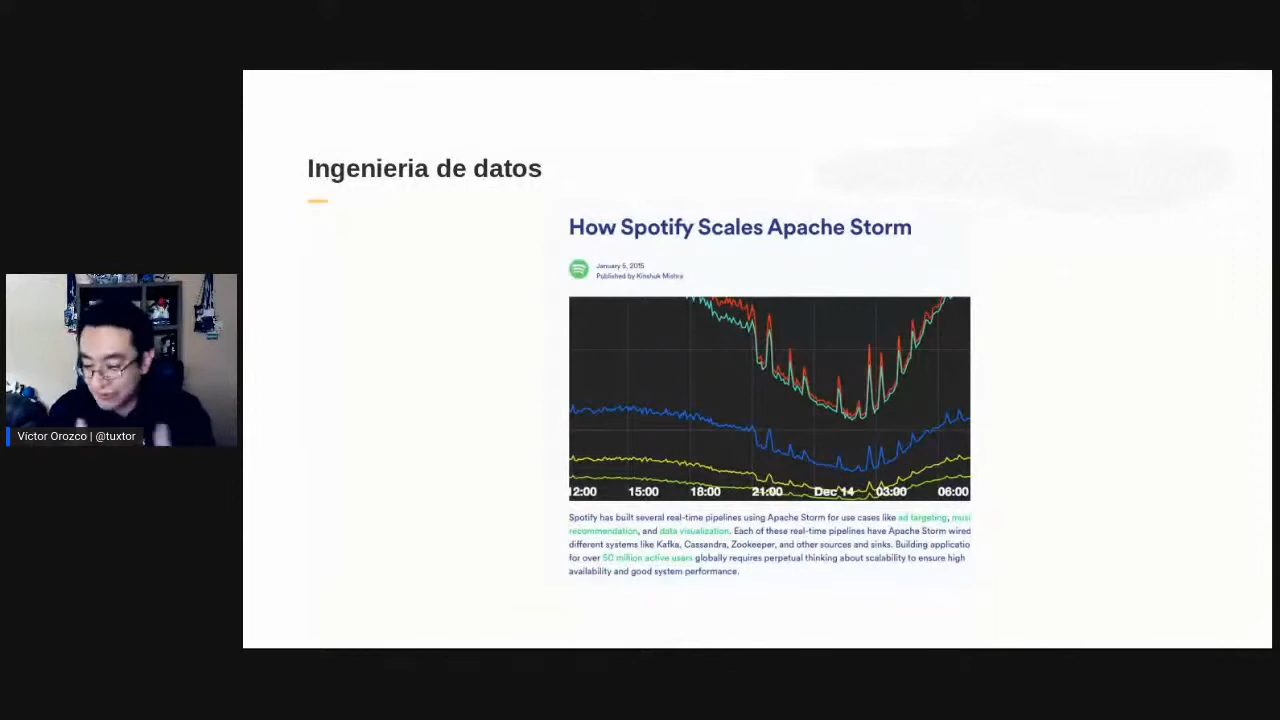 Ingenieria de datos
How Spotify Scales Apache Storm
January 5, 2015
Published by Kinshuk Mishra
12:00 15:00 18:00 21:00 Dec 14 03:00 06:00
Spotify has built several real-time pipelines using Apache Storm for use cases like ad targeting, musi
recommendation, and data visualization. Each of these real-time pipelines have Apache Storm wired
different systems like Kafka, Cassandra, Zookeeper, and other sources and sinks. Building applicatio
for over 50 million active users globally requires perpetual thinking about scalability to ensure high
availability and good system performance.
Víctor Orozco | @tuxtor